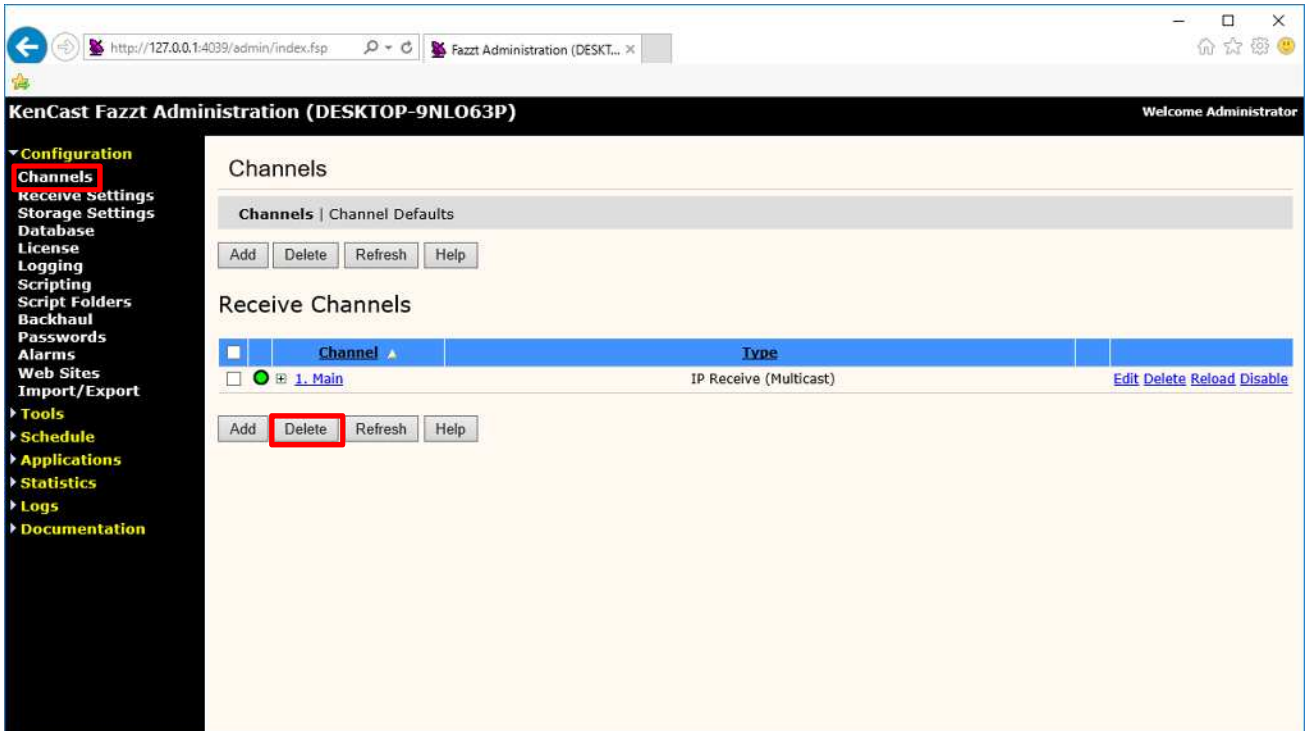 http://127.0.0.1:4039/admin/index.fsp
Fazzt Administration (DESKT...
KenCast Fazzt Administration (DESKTOP-9NLO63P)
Welcome Administrator
Configuration
Channels
Receive Settings
Storage Settings
Database
License
Logging
Scripting
Script Folders
Backhaul
Passwords
Alarms
Web Sites
Import/Export
Tools
Schedule
Applications
Statistics
Logs
Documentation
Channels
Channels | Channel Defaults
Add Delete Refresh Help
Receive Channels
Channel Type
1. Main IP Receive (Multicast) Edit Delete Reload Disable
Add Delete Refresh Help